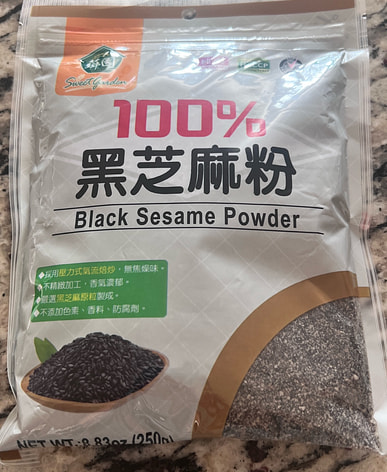 Sweet Garden
100%
黑芝麻粉
Black Sesame Powder
採用壓力式氣流焙炒，無焦燥味。
不精緻加工，香氣濃郁。
嚴選黑芝麻原粒製成。
不添加色素、香料、防腐劑。
NET WT: 8.83oz (250g)